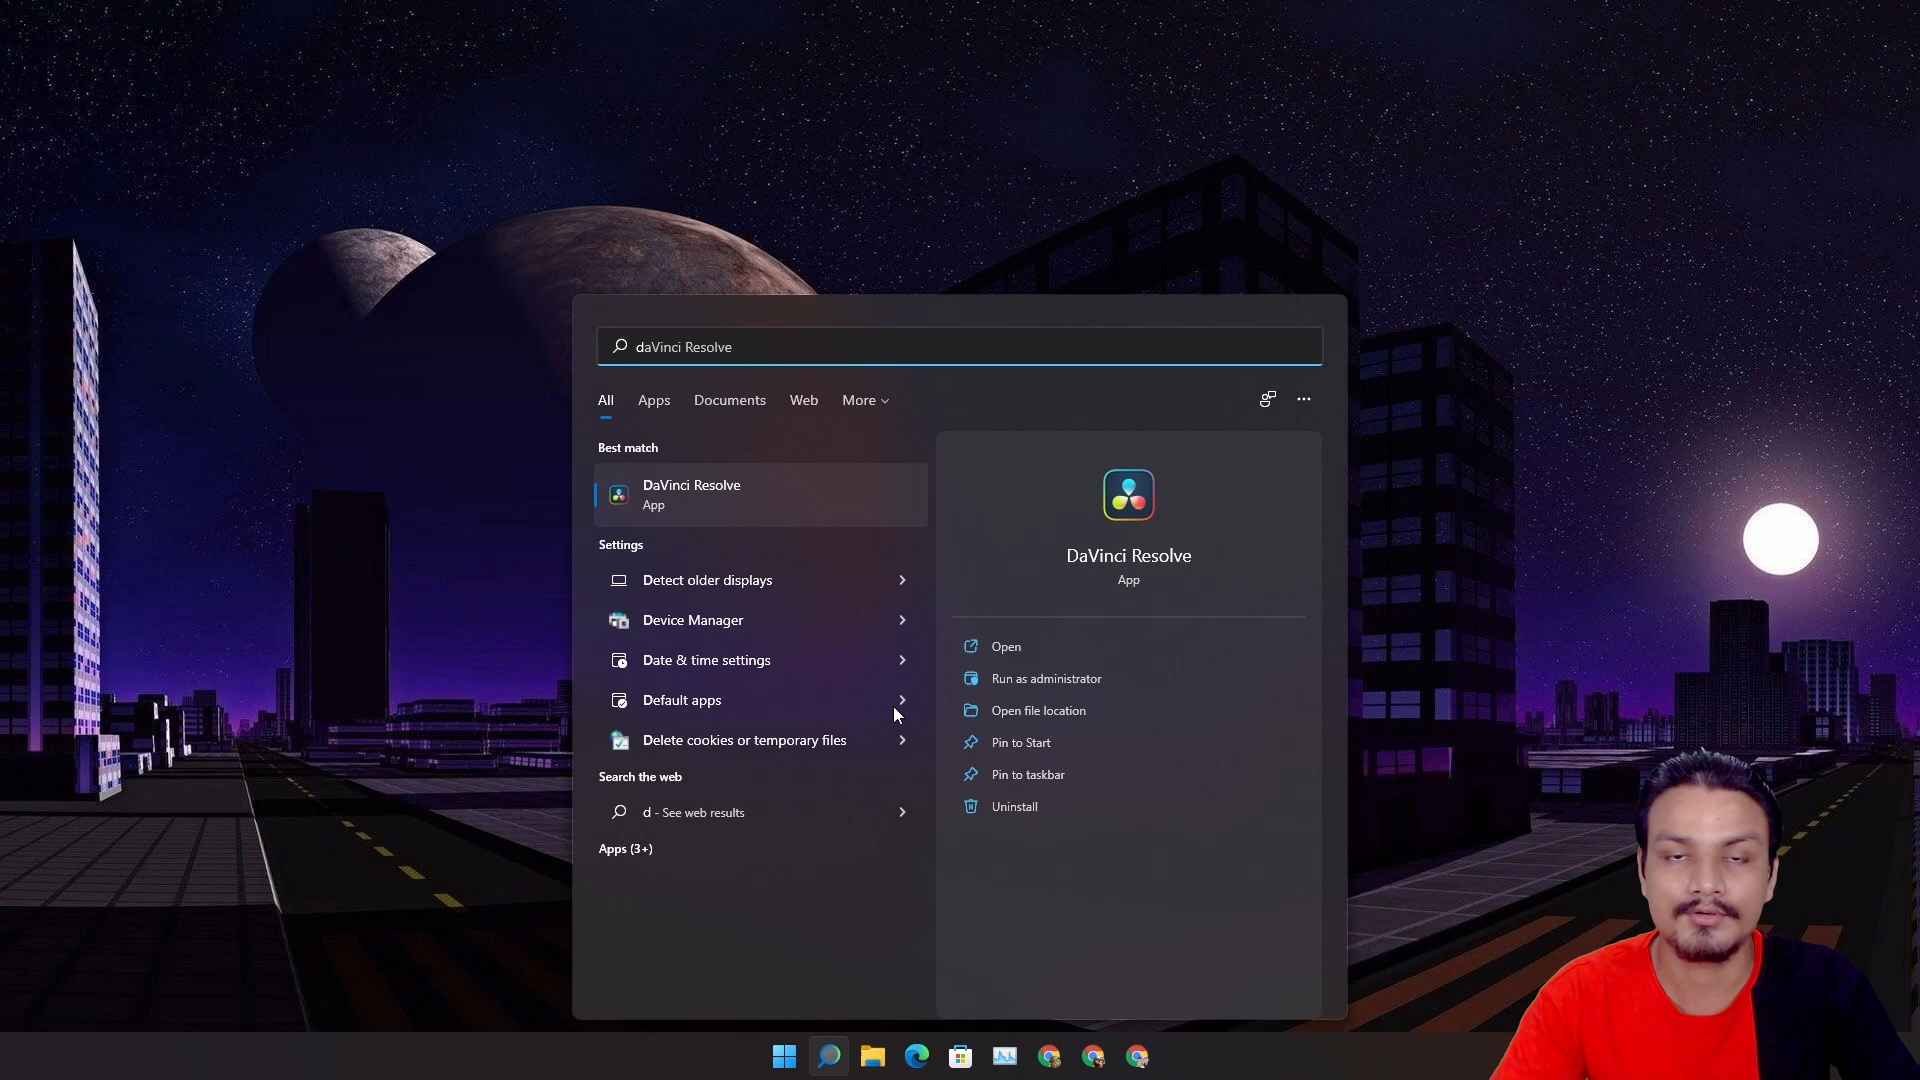 daVinci Resolve
All Apps Documents Web More
Best match
DaVinci Resolve
App
Settings
Detect older displays
Device Manager
Date & time settings
Default apps
Delete cookies or temporary files
Search the web
d - See web results
Apps (3+)
DaVinci Resolve
App
Open
Run as administrator
Open file location
Pin to Start
Pin to taskbar
Uninstall